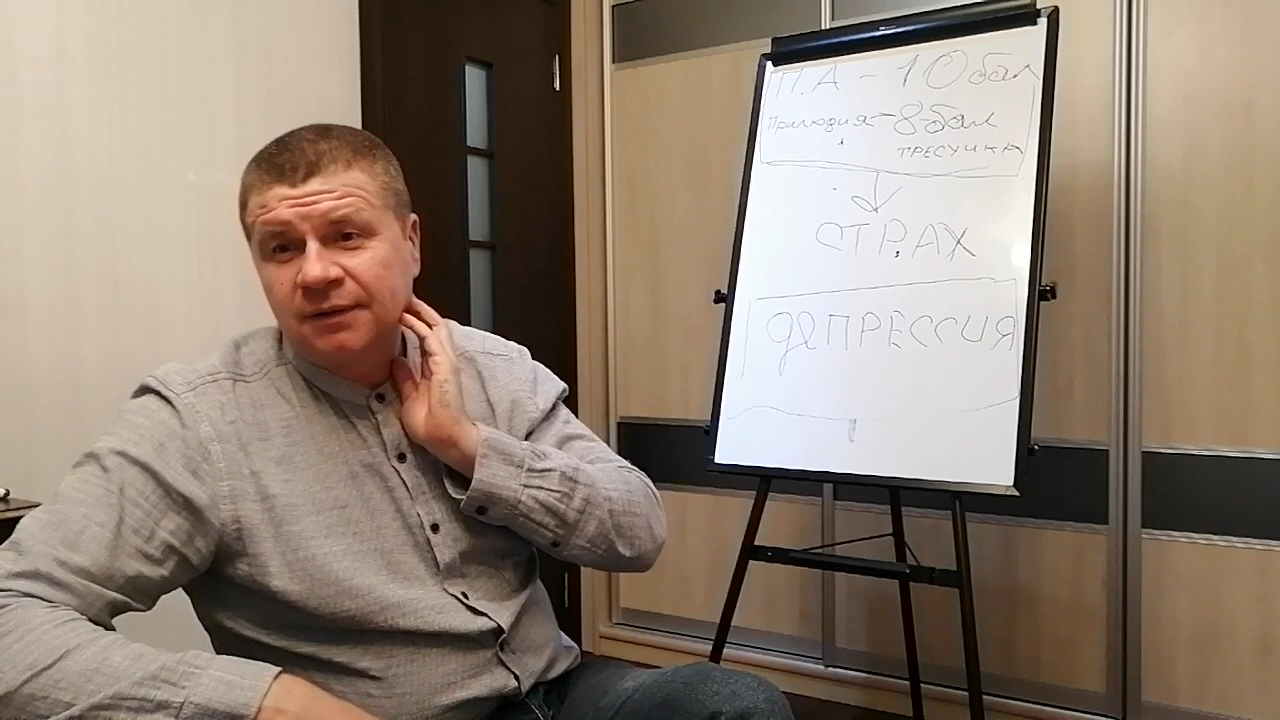 П.А - 10 бал
Прилюдия - 8-бал
ТРЕСУЧКА
СТРАХ
ДЕПРЕССИЯ